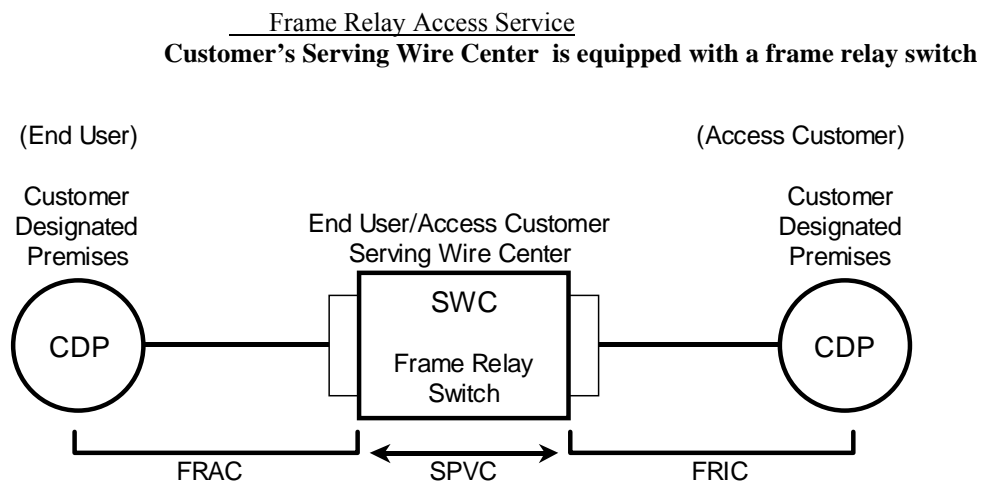 Frame Relay Access Service
Customer's Serving Wire Center is equipped with a frame relay switch
(End User)
(Access Customer)
Customer
Designated
Premises
End User/Access Customer
Serving Wire Center
Customer
Designated
Premises
CDP
SWC
Frame Relay
Switch
CDP
FRAC
SPVC
FRIC